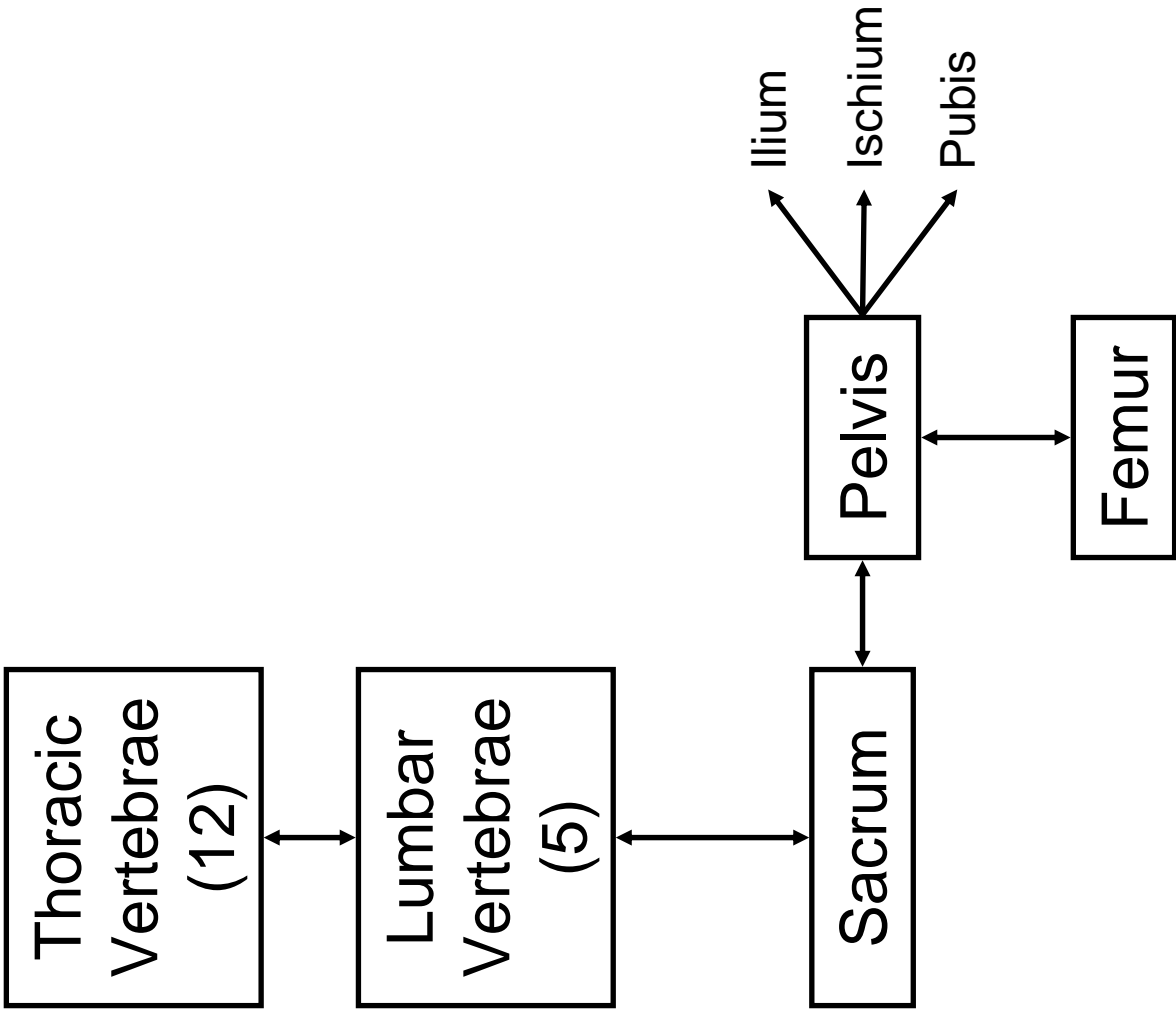 Thoracic
Vertebrae
(12)
Lumbar
Vertebrae
(5)
Sacrum
Pelvis
Femur
Ilium
Ischium
Pubis